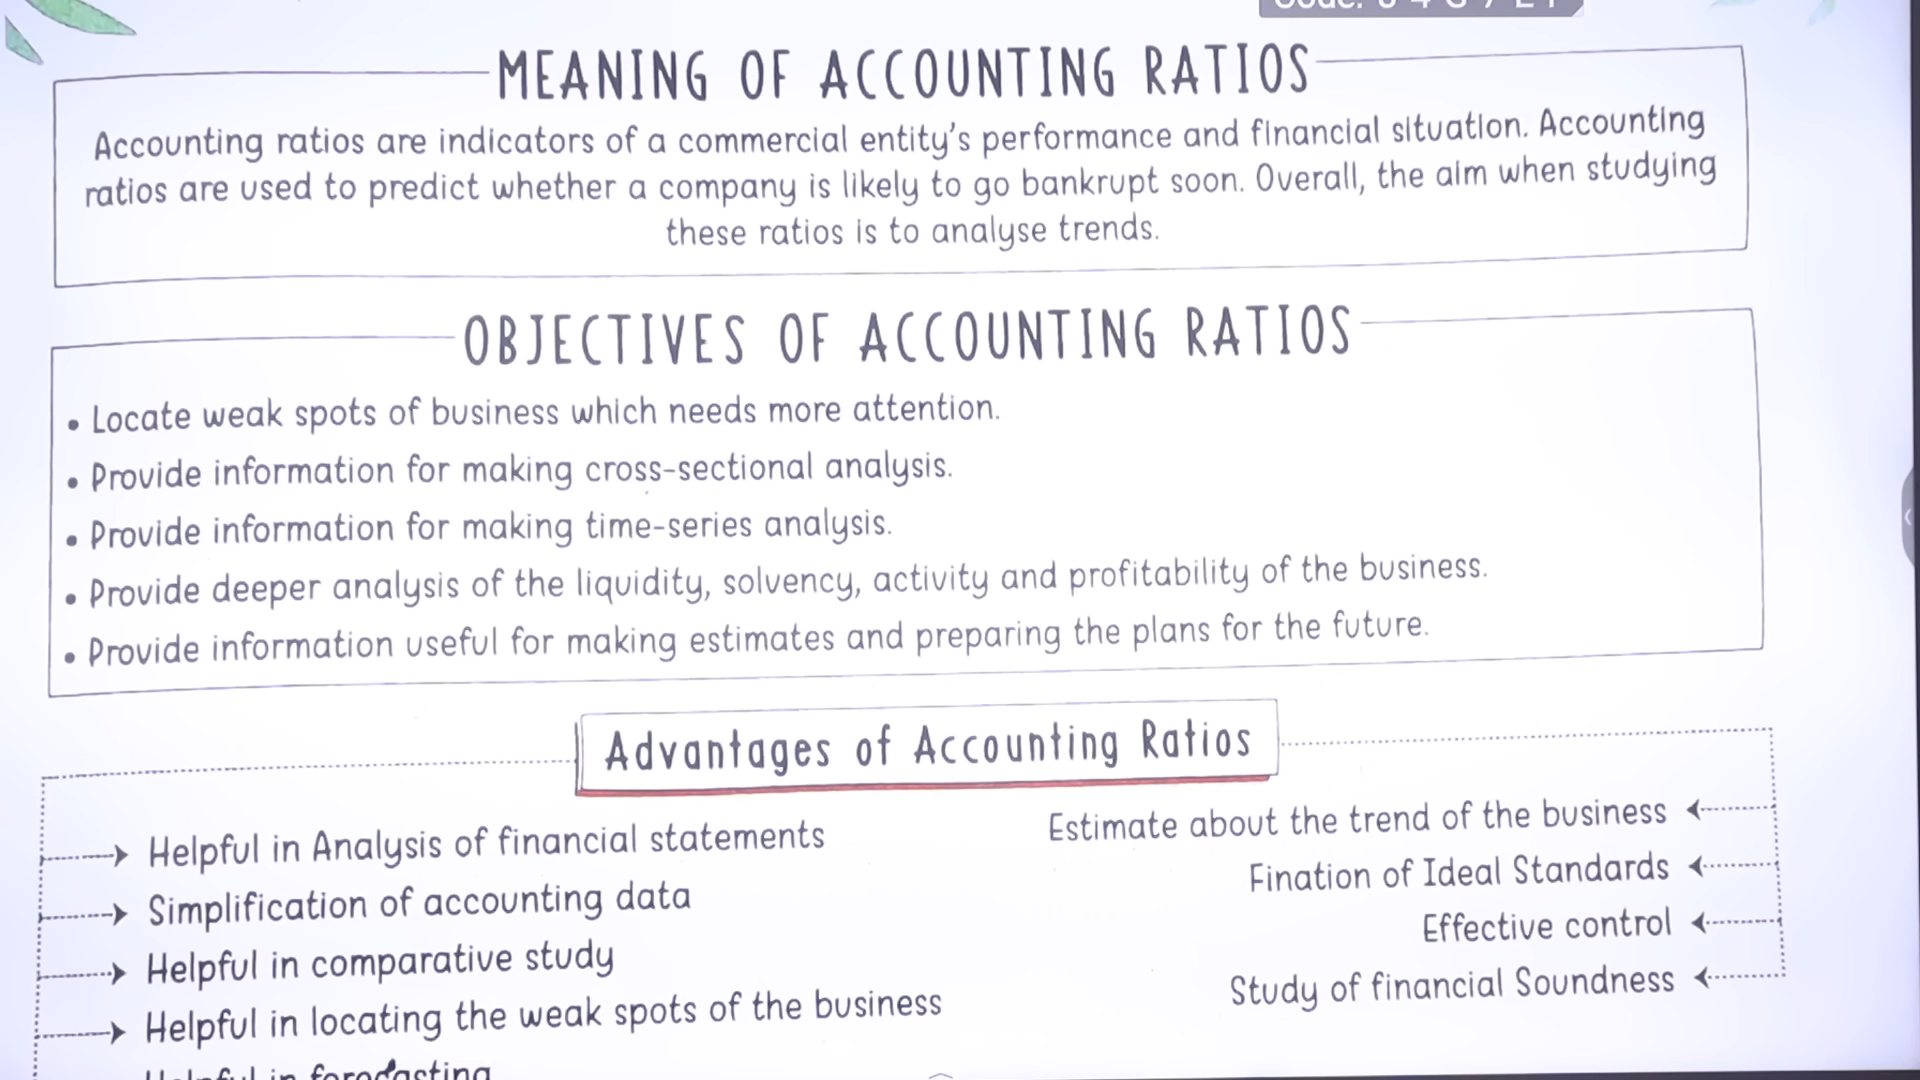 MEANING OF ACCOUNTING RATIOS
Accounting ratios are indicators of a commercial entity's performance and financial situation. Accounting
ratios are used to predict whether a company is likely to go bankrupt soon. Overall, the aim when studying
these ratios is to analyse trends.
OBJECTIVES OF ACCOUNTING RATIOS
• Locate weak spots of business which needs more attention.
• Provide information for making cross-sectional analysis.
• Provide information for making time-series analysis.
• Provide deeper analysis of the liquidity, solvency, activity and profitability of the business.
• Provide information useful for making estimates and preparing the plans for the future.
Advantages of Accounting Ratios
Helpful in Analysis of financial statements
Simplification of accounting data
Helpful in comparative study
Helpful in locating the weak spots of the business
Helpful in
Estimate about the trend of the business
Fination of Ideal Standards
Effective control
Study of financial Soundness